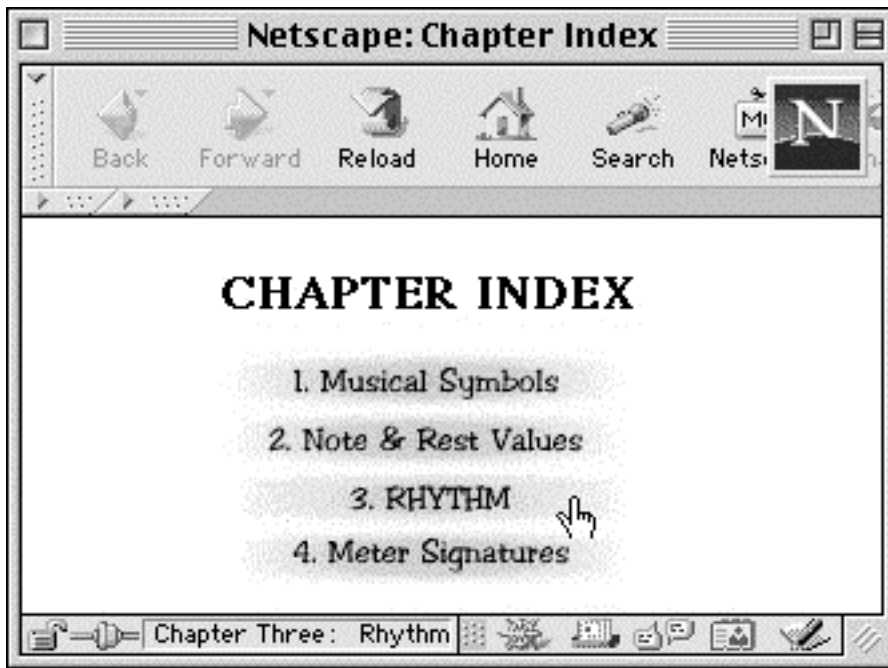 Netscape: Chapter Index
Back Forward Reload Home Search Nets N
CHAPTER INDEX
1. Musical Symbols
2. Note & Rest Values
3. RHYTHM
4. Meter Signatures
Chapter Three: Rhythm